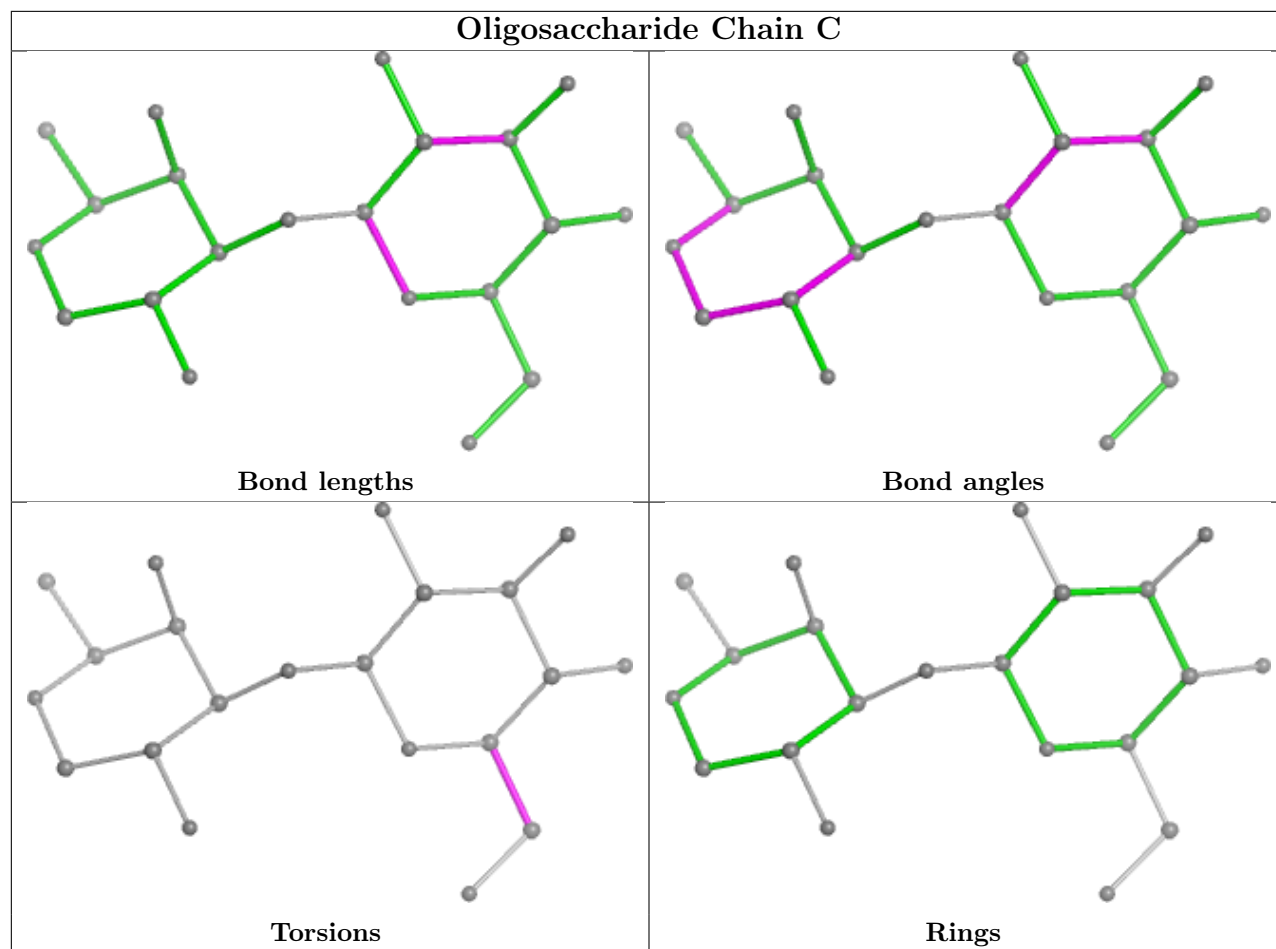 Oligosaccharide Chain C
Bond lengths
Bond angles
Torsions
Rings